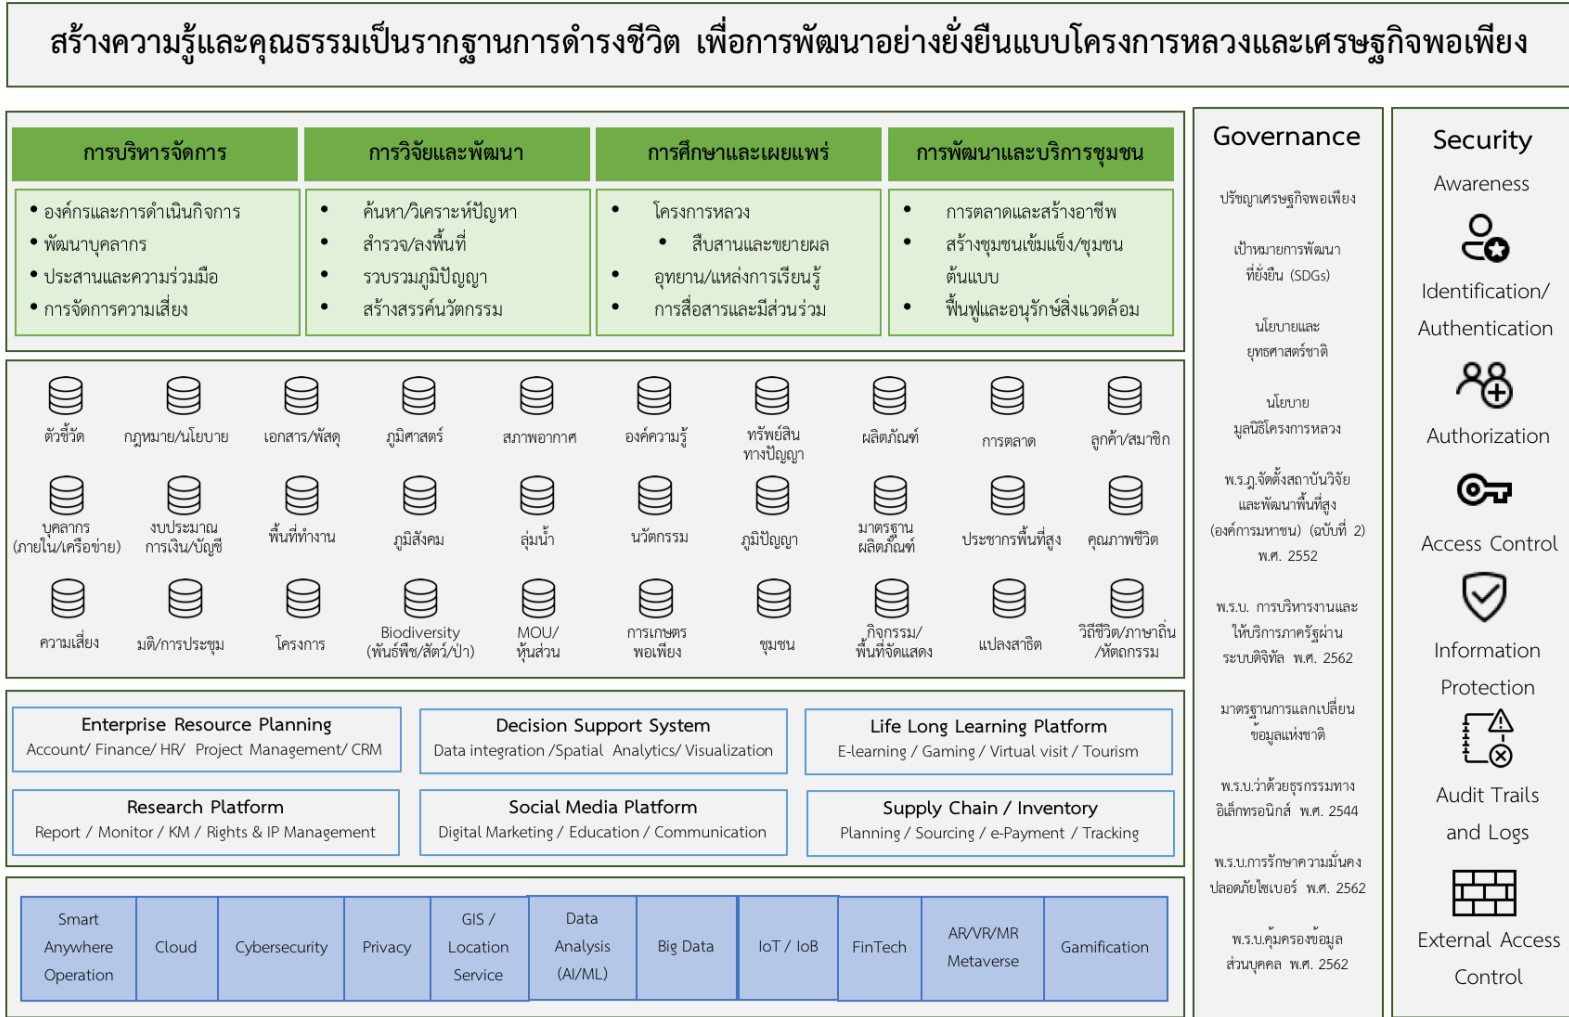 สร้างความรู้และคุณธรรมเป็นรากฐานการดำรงชีวิต เพื่อการพัฒนาอย่างยั่งยืนแบบโครงการหลวงและเศรษฐกิจพอเพียง
การบริหารจัดการ
• องค์กรและการดำเนินกิจการ
• พัฒนาบุคลากร
• ประสานและความร่วมมือ
• การจัดการความเสี่ยง
การวิจัยและพัฒนา
• ค้นหา/วิเคราะห์ปัญหา
• สำรวจ/ลงพื้นที่
• รวบรวมภูมิปัญญา
• สร้างสรรค์นวัตกรรม
การศึกษาและเผยแพร่
• โครงการหลวง
• สืบสานและขยายผล
• อุทยาน/แหล่งการเรียนรู้
• การสื่อสารและมีส่วนร่วม
การพัฒนาและบริการชุมชน
• การตลาดและสร้างอาชีพ
• สร้างชุมชนเข้มแข็ง/ชุมชน
ต้นแบบ
• ฟื้นฟูและอนุรักษ์สิ่งแวดล้อม
ตัวชี้วัด
กฎหมาย/นโยบาย
เอกสาร/พัสดุ
ภูมิศาสตร์
สภาพอากาศ
องค์ความรู้
ทรัพย์สิน
ทางปัญญา
ผลิตภัณฑ์
การตลาด
ลูกค้า/สมาชิก
บุคลากร
(ภายใน/เครือข่าย)
งบประมาณ
การเงิน/บัญชี
พื้นที่ทำงาน
ภูมิสังคม
ลุ่มน้ำ
นวัตกรรม
ภูมิปัญญา
มาตรฐาน
ผลิตภัณฑ์
ประชากรพื้นที่สูง
คุณภาพชีวิต
ความเสี่ยง
มติ/การประชุม
โครงการ
Biodiversity
(พันธ์พืช/สัตว์/ป่า)
MOU/
หุ้นส่วน
การเกษตร
พอเพียง
ชุมชน
กิจกรรม/
พื้นที่จัดแสดง
แปลงสาธิต
วิถีชีวิต/ภาษาถิ่น
/หัตถกรรม
Enterprise Resource Planning
Account/ Finance/ HR/ Project Management/ CRM
Decision Support System
Data integration /Spatial Analytics/ Visualization
Life Long Learning Platform
E-learning / Gaming / Virtual visit / Tourism
Research Platform
Report / Monitor / KM / Rights & IP Management
Social Media Platform
Digital Marketing / Education / Communication
Supply Chain / Inventory
Planning / Sourcing / e-Payment / Tracking
Smart
Anywhere
Operation
Cloud
Cybersecurity
Privacy
GIS /
Location
Service
Data
Analysis
(AI/ML)
Big Data
IoT / IoB
FinTech
AR/VR/MR
Metaverse
Gamification
Governance
ปรัชญาเศรษฐกิจพอเพียง
เป้าหมายการพัฒนา
ที่ยั่งยืน (SDGs)
นโยบายและ
ยุทธศาสตร์ชาติ
นโยบาย
มูลนิธิโครงการหลวง
พ.ร.ฎ.จัดตั้งสถาบันวิจัย
และพัฒนาพื้นที่สูง
(องค์การมหาชน) (ฉบับที่ 2)
พ.ศ. 2552
พ.ร.บ. การบริหารงานและ
ให้บริการภาครัฐผ่าน
ระบบดิจิทัล พ.ศ. 2562
มาตรฐานการแลกเปลี่ยน
ข้อมูลแห่งชาติ
พ.ร.บ.ว่าด้วยธุรกรรมทาง
อิเล็กทรอนิกส์ พ.ศ. 2544
พ.ร.บ.การรักษาความมั่นคง
ปลอดภัยไซเบอร์ พ.ศ. 2562
พ.ร.บ.คุ้มครองข้อมูล
ส่วนบุคคล พ.ศ. 2562
Security
Awareness
Identification/
Authentication
Authorization
Access Control
Information
Protection
Audit Trails
and Logs
External Access
Control